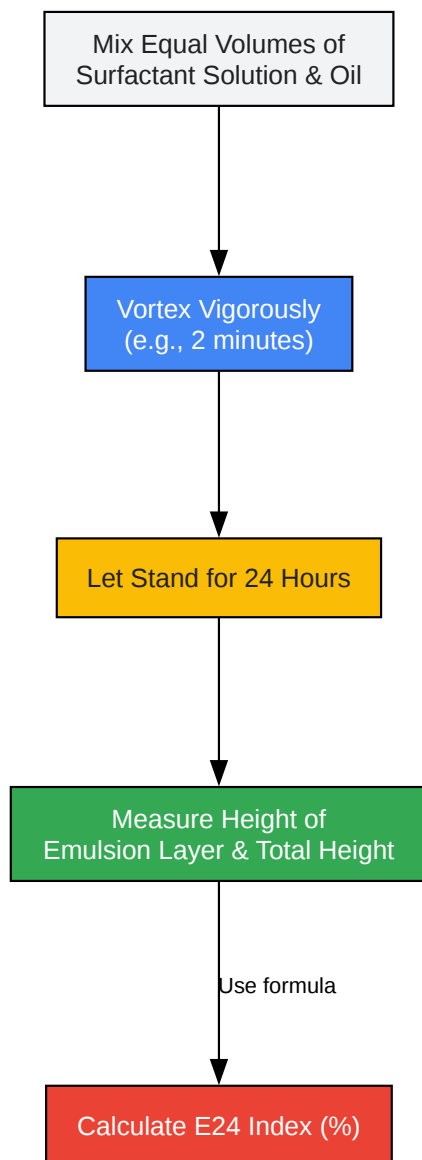 Mix Equal Volumes of
Surfactant Solution & Oil
Vortex Vigorously
(e.g., 2 minutes)
Let Stand for 24 Hours
Measure Height of
Emulsion Layer & Total Height
Use formula
Calculate E24 Index (%)